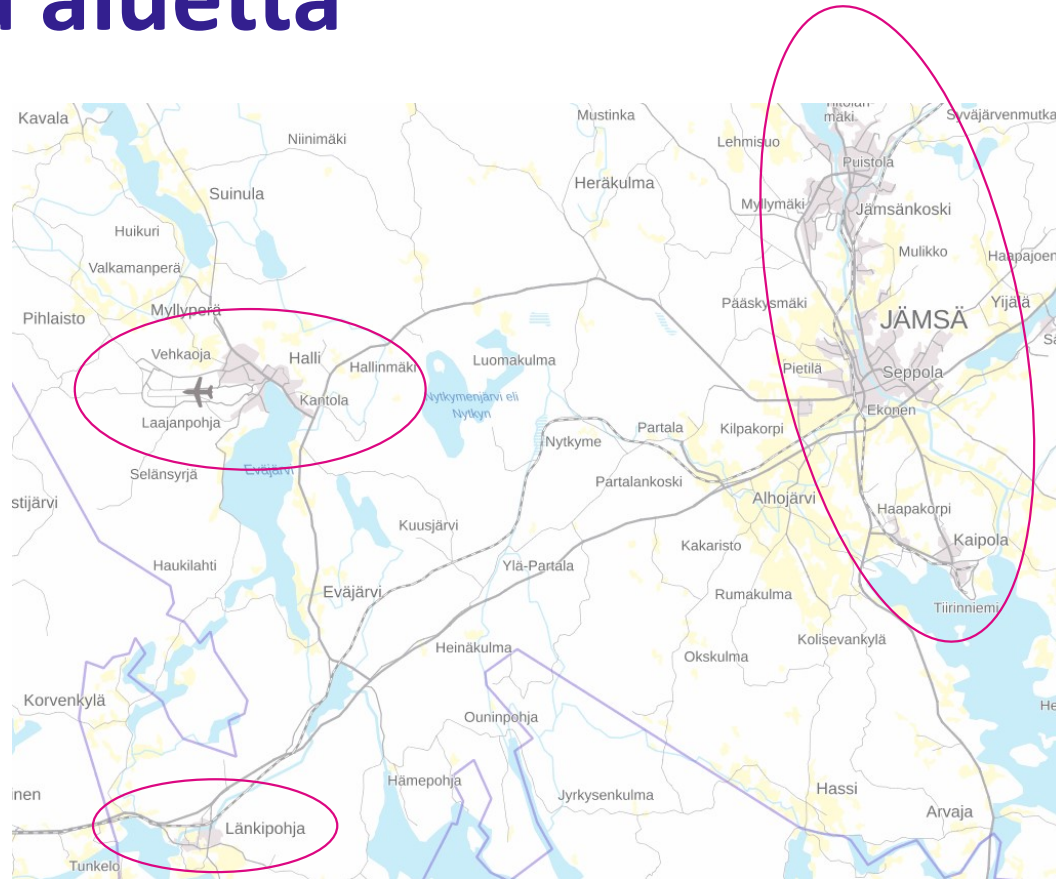 aluetta
Kavala
Niinimäki
Mustinka
mäki
Syväjärvenmutka
Lehmisuo
Puistola
Suinula
Heräkulma
Myllymäki
Jämsänkoski
Huikuri
Mulikko
Haapajoen
Valkamanperä
Pihlaisto
Myllyperä
Pääskysmäki
JÄMSÄ
Yijälä
Vehkaoja
Halli
Hallinmäki
Luomakulma
Pietilä
Seppola
Nytkymenjärvi eli
Nytkyn
Kantola
Ekonen
Laajanpohja
Nytkyme
Partala
Kilpakorpi
Selänsyrjä
Eväjärvi
Partalankoski
Alhojärvi
stijärvi
Haapakorpi
Kuusjärvi
Kakaristo
Kaipola
Haukilahti
Ylä-Partala
Eväjärvi
Rumakulma
Tiirinniemi
Heinäkulma
Kolisevankylä
Okskulma
Korvenkylä
He
Ouninpohja
inen
Hämepohja
Jyrkysenkulma
Hassi
Arvaja
Länkipohja
Tunkelo